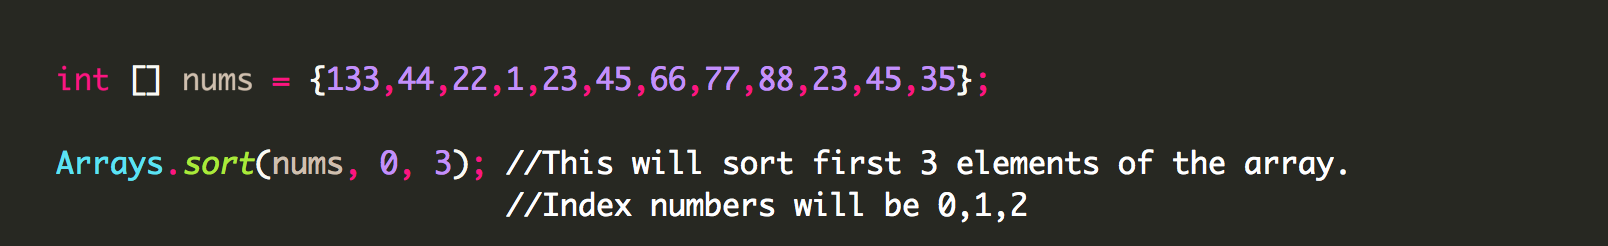 int [] nums = {133,44,22,1,23,45,66,77,88,23,45,35};
Arrays.sort(nums, 0, 3); //This will sort first 3 elements of the array.
//Index numbers will be 0,1,2